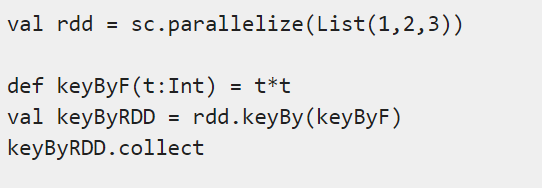 val rdd = sc.parallelize(List(1,2,3))
def keyByF(t:Int) = t*t
val keyByRDD = rdd.keyBy(keyByF)
keyByRDD.collect